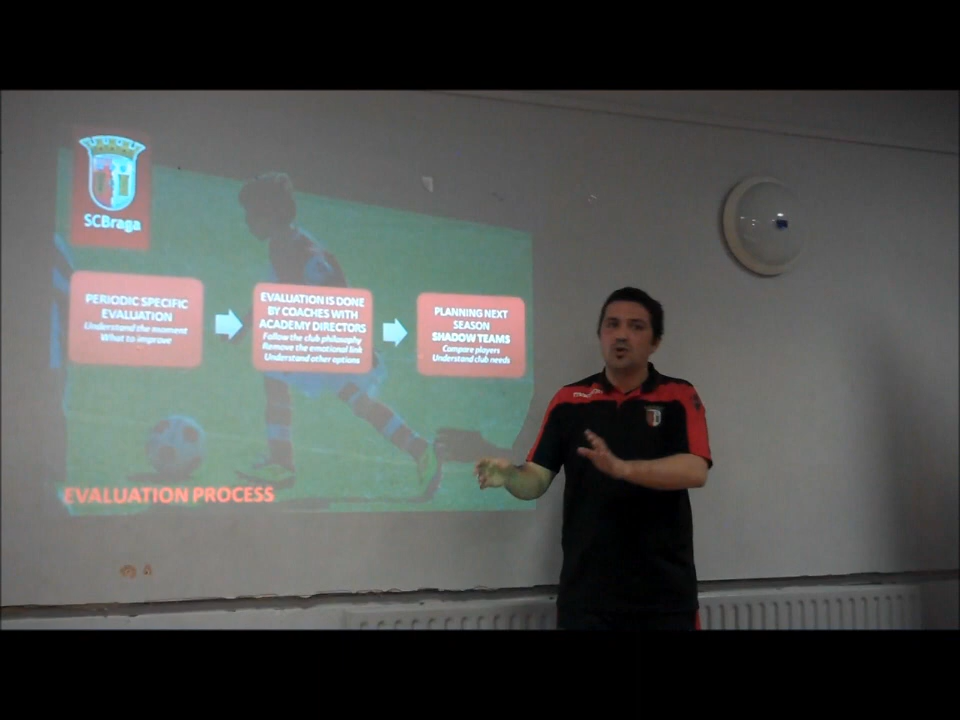 SCBraga
PERIODIC SPECIFIC
EVALUATION
Understand the moment
What to improve
EVALUATION IS DONE
BY COACHES WITH
ACADEMY DIRECTORS
Follow the club philosophy
Remove the emotional link
Understand other options
PLANNING NEXT
SEASON
SHADOW TEAMS
Compare players
Understand club needs
EVALUATION PROCESS